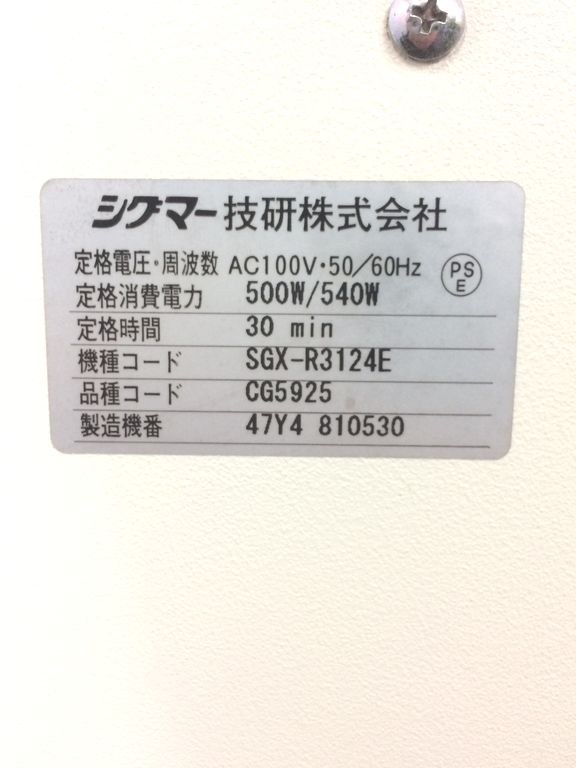 シグマー技研株式会社
定格電圧・周波数 AC100V・50/60Hz
PS
E
定格消費電力 500W/540W
定格時間 30 min
機種コード SGX-R3124E
品種コード CG5925
製造機番 47Y4 810530